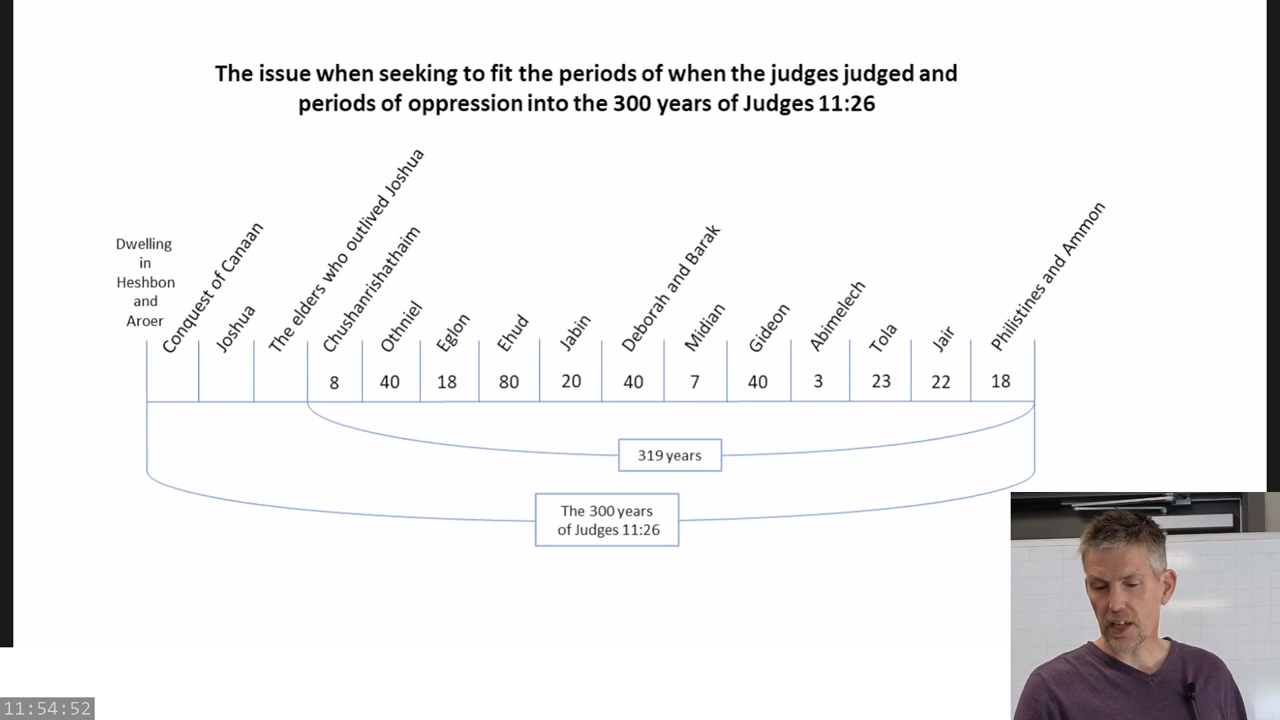 The issue when seeking to fit the periods of when the judges judged and
periods of oppression into the 300 years of Judges 11:26
Dwelling
in
Heshbon
and
Aroer
Conquest of Canaan
Joshua
The elders who outlived Joshua
Chushanrishathaim
Othniel
Eglon
Ehud
Jabin
Deborah and Barak
Midian
Gideon
Abimelech
Tola
Jair
Philistines and Ammon
8 40 18 80 20 40 7 40 3 23 22 18
319 years
The 300 years
of Judges 11:26
11:54:52